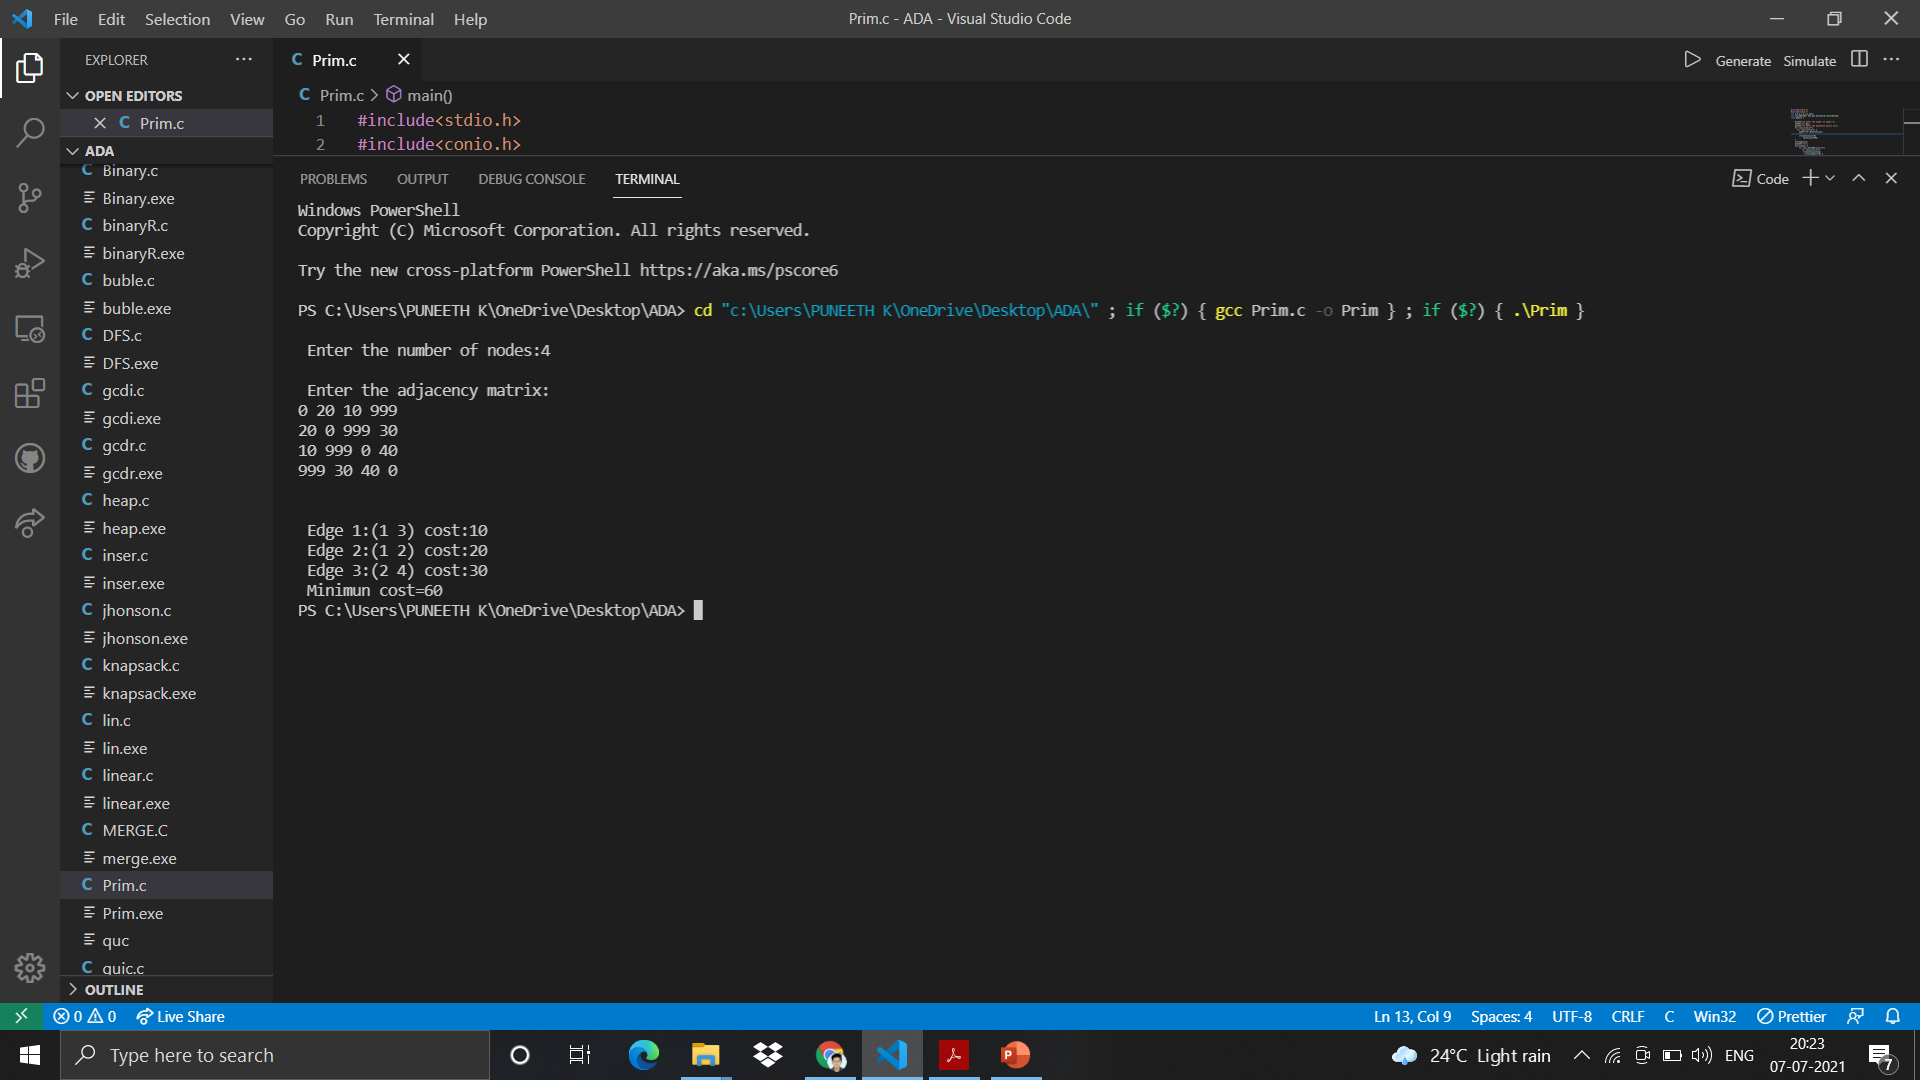 File Edit Selection View Go Run Terminal Help
Prim.c - ADA - Visual Studio Code
EXPLORER
OPEN EDITORS
Prim.c
ADA
Binary.c
Binary.exe
binaryR.c
binaryR.exe
buble.c
buble.exe
DFS.c
DFS.exe
gcdi.c
gcdi.exe
gcdr.c
gcdr.exe
heap.c
heap.exe
inser.c
inser.exe
jhonson.c
jhonson.exe
knapsack.c
knapsack.exe
lin.c
lin.exe
linear.c
linear.exe
MERGE.C
merge.exe
Prim.c
Prim.exe
quc
quic.c
OUTLINE
Prim.c
Generate Simulate
Prim.c > main()
1 #include<stdio.h>
2 #include<conio.h>
PROBLEMS OUTPUT DEBUG CONSOLE TERMINAL
Code
Windows PowerShell
Copyright (C) Microsoft Corporation. All rights reserved.
Try the new cross-platform PowerShell https://aka.ms/pscore6
PS C:\Users\PUNEETH K\OneDrive\Desktop\ADA> cd "c:\Users\PUNEETH K\OneDrive\Desktop\ADA\" ; if ($?) { gcc Prim.c -o Prim } ; if ($?) { .\Prim }
Enter the number of nodes:4
Enter the adjacency matrix:
0 20 10 999
20 0 999 30
10 999 0 40
999 30 40 0
Edge 1:(1 3) cost:10
Edge 2:(1 2) cost:20
Edge 3:(2 4) cost:30
Minimun cost=60
PS C:\Users\PUNEETH K\OneDrive\Desktop\ADA>
0 0 Live Share
Ln 13, Col 9 Spaces: 4 UTF-8 CRLF C Win32 Prettier
Type here to search
24°C Light rain
ENG
20:23
07-07-2021
7